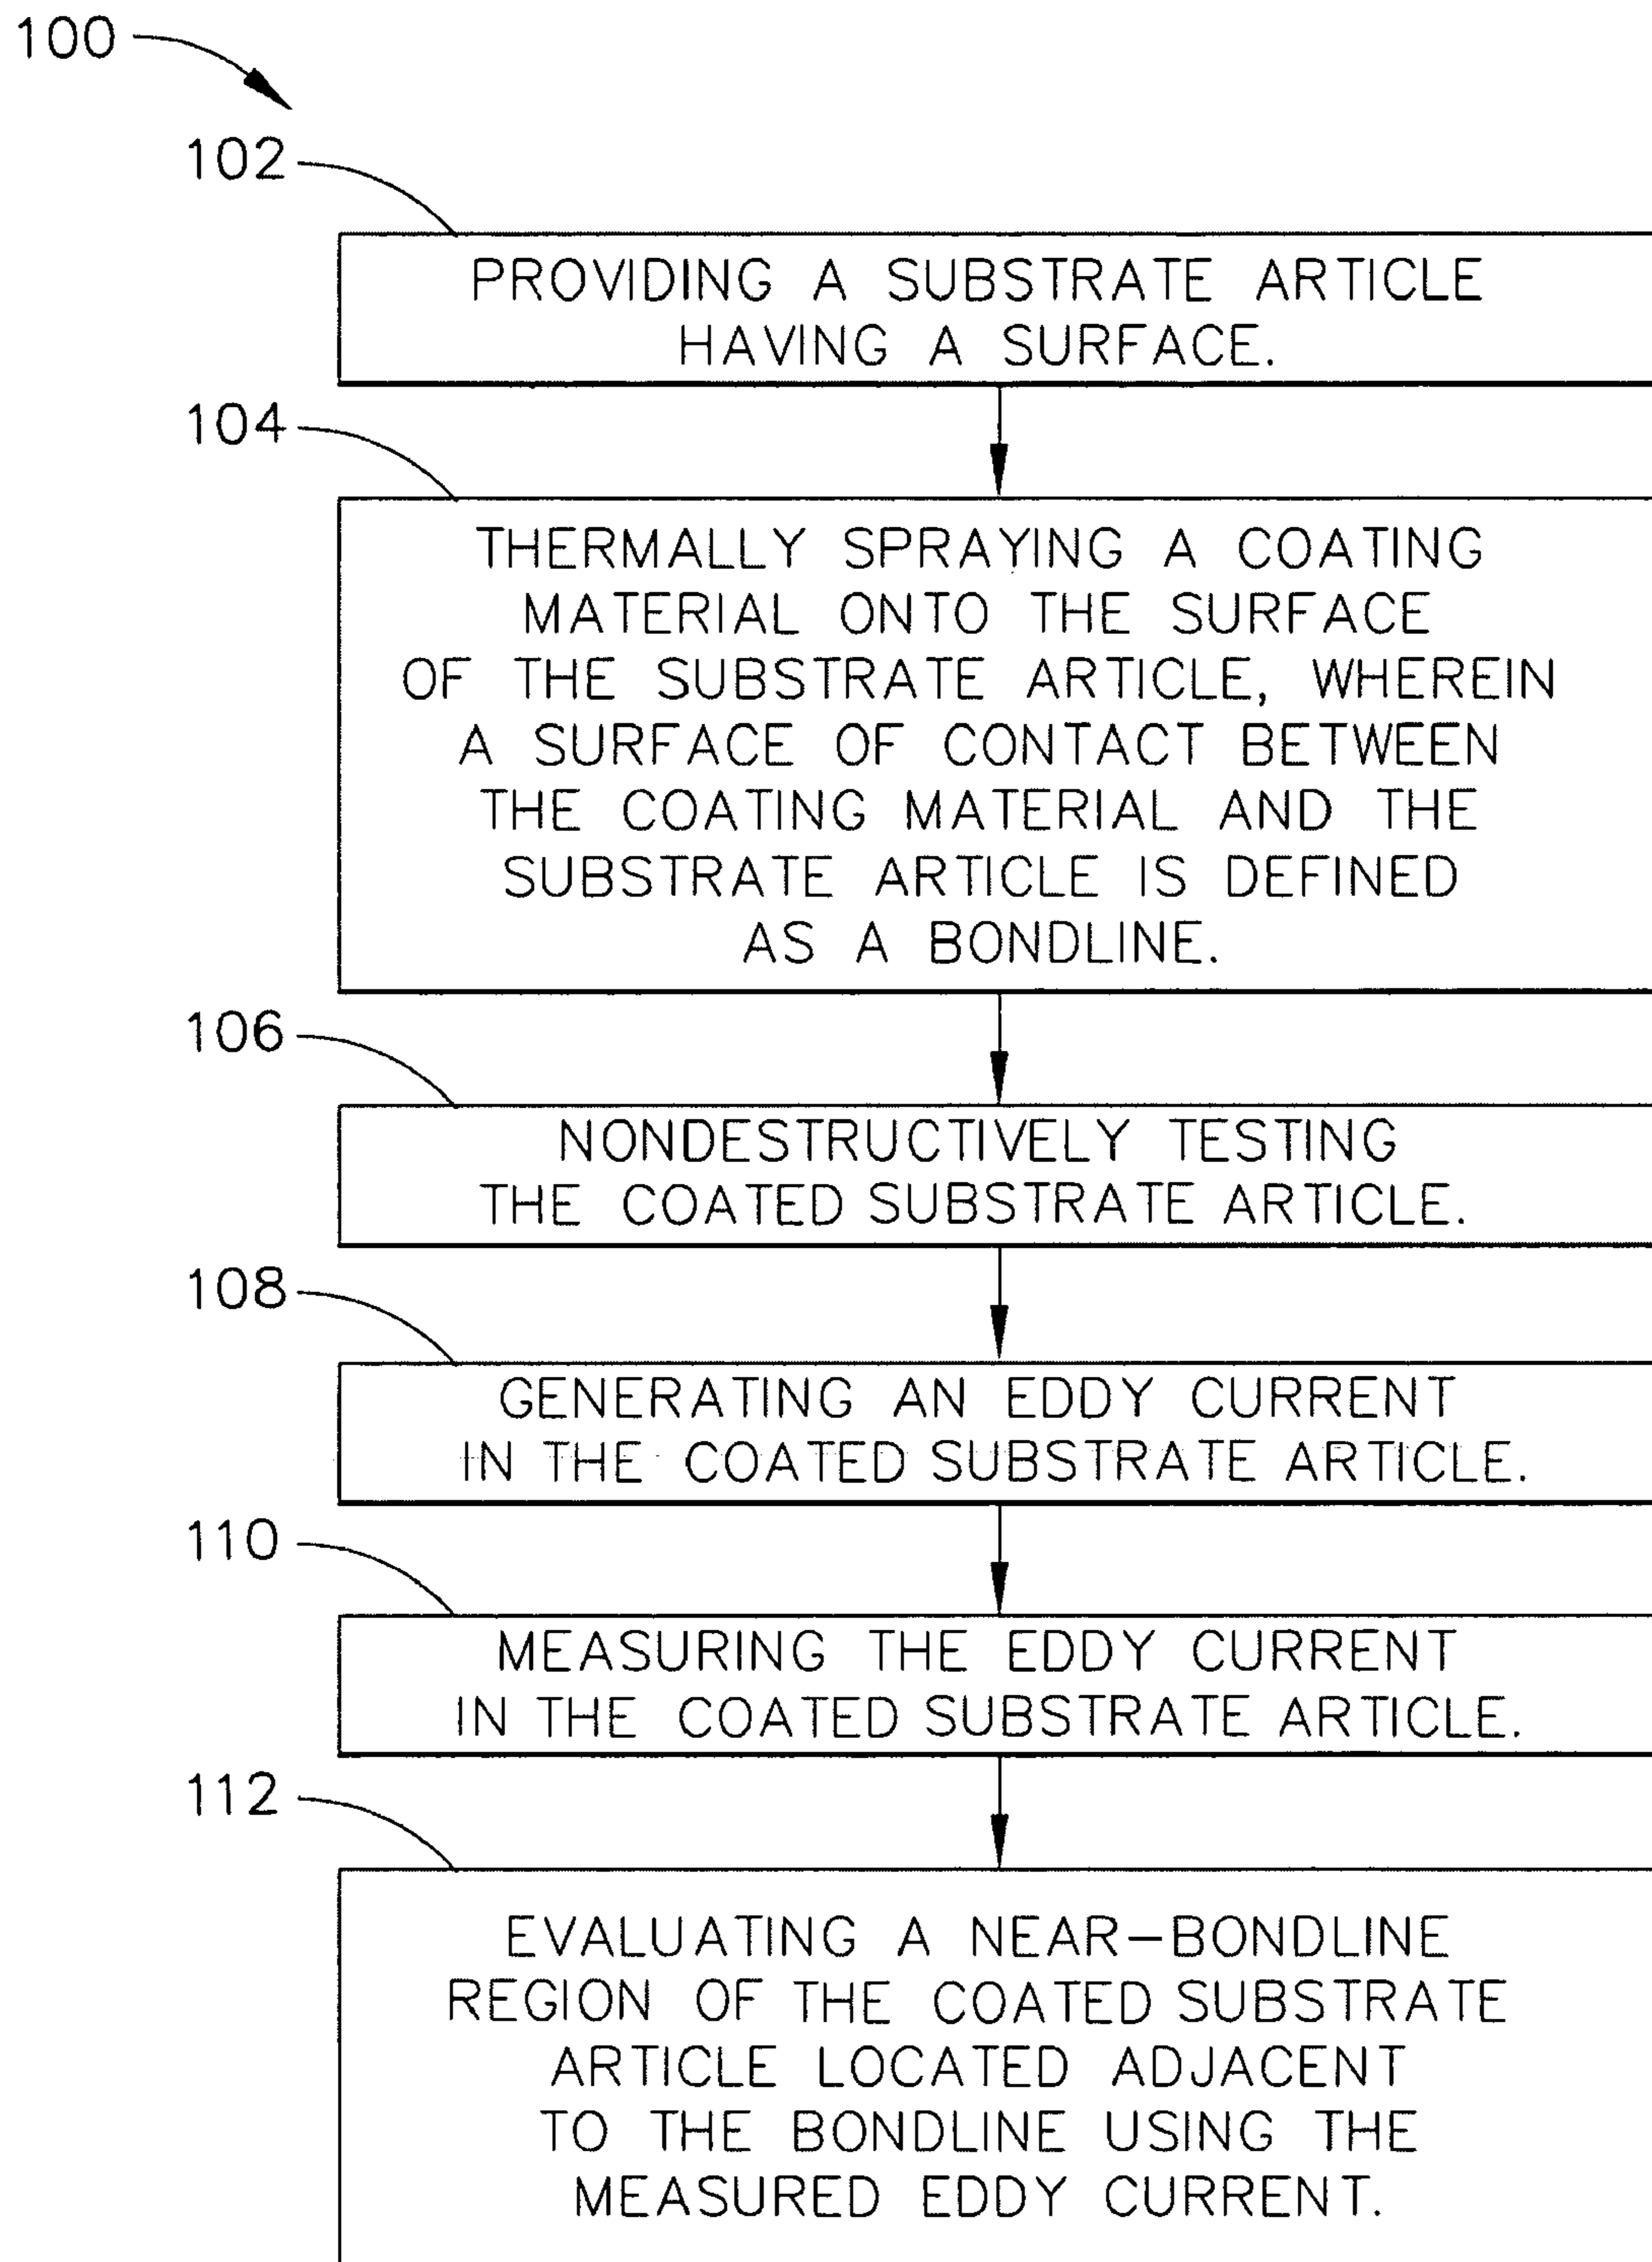 100
102
PROVIDING A SUBSTRATE ARTICLE
HAVING A SURFACE.
104
THERMALLY SPRAYING A COATING
MATERIAL ONTO THE SURFACE
OF THE SUBSTRATE ARTICLE, WHEREIN
A SURFACE OF CONTACT BETWEEN
THE COATING MATERIAL AND THE
SUBSTRATE ARTICLE IS DEFINED
AS A BONDLINE.
106
NONDESTRUCTIVELY TESTING
THE COATED SUBSTRATE ARTICLE.
108
GENERATING AN EDDY CURRENT
IN THE COATED SUBSTRATE ARTICLE.
110
MEASURING THE EDDY CURRENT
IN THE COATED SUBSTRATE ARTICLE.
112
EVALUATING A NEAR-BONDLINE
REGION OF THE COATED SUBSTRATE
ARTICLE LOCATED ADJACENT
TO THE BONDLINE USING THE
MEASURED EDDY CURRENT.